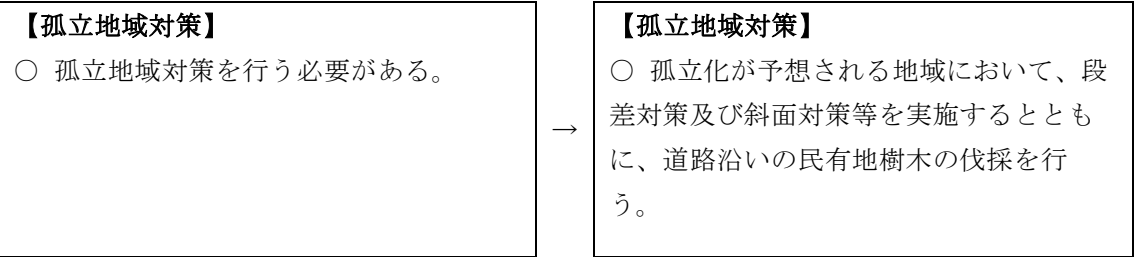 【孤立地域対策】
○ 孤立地域対策を行う必要がある。
→
【孤立地域対策】
○ 孤立化が予想される地域において、段
差対策及び斜面対策等を実施するととも
に、道路沿いの民有地樹木の伐採を行
う。